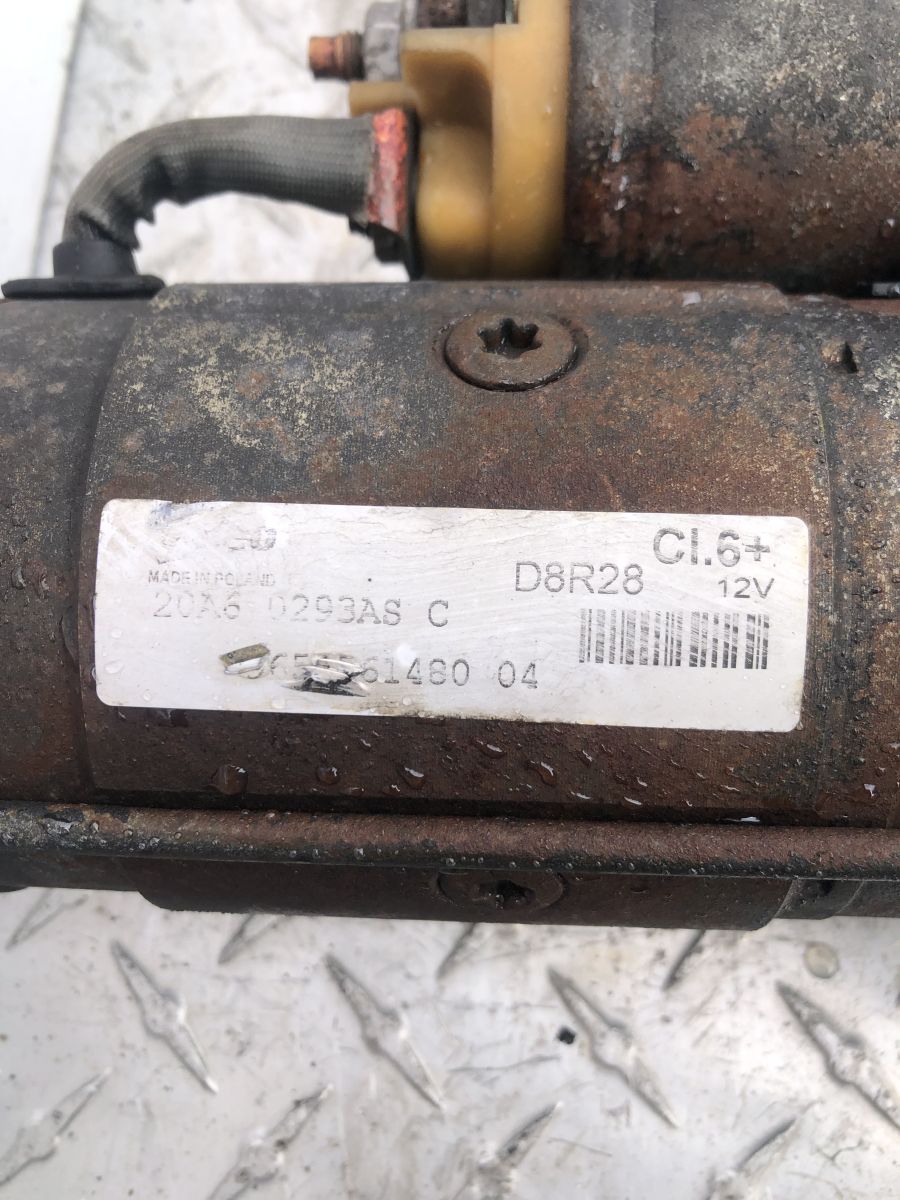 Cl.6+
MADE IN POLAND
D8R28
12V
20A6 0293AS C
61480 04